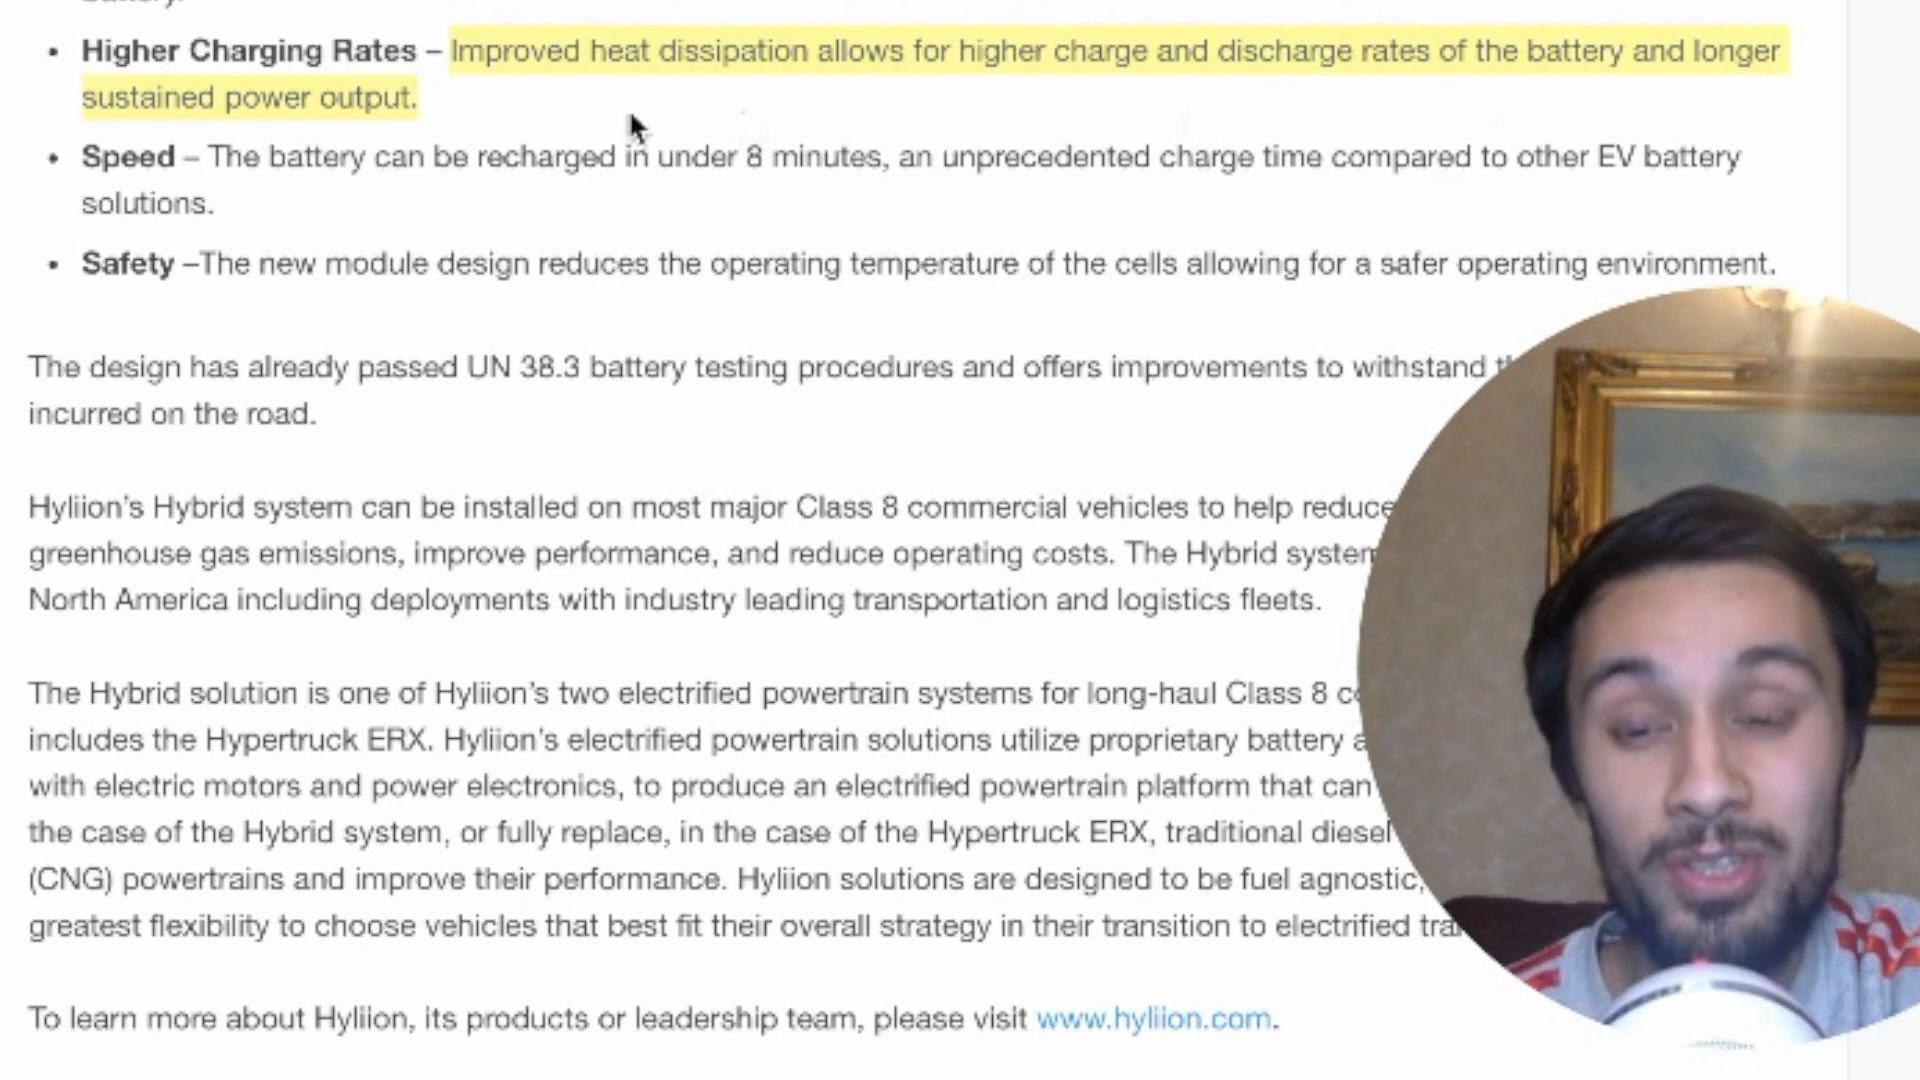 • Higher Charging Rates – Improved heat dissipation allows for higher charge and discharge rates of the battery and longer
sustained power output.
• Speed – The battery can be recharged in under 8 minutes, an unprecedented charge time compared to other EV battery
solutions.
• Safety –The new module design reduces the operating temperature of the cells allowing for a safer operating environment.
The design has already passed UN 38.3 battery testing procedures and offers improvements to withstand
incurred on the road.
Hyliion's Hybrid system can be installed on most major Class 8 commercial vehicles to help reduce
greenhouse gas emissions, improve performance, and reduce operating costs. The Hybrid system
North America including deployments with industry leading transportation and logistics fleets.
The Hybrid solution is one of Hyliion's two electrified powertrain systems for long-haul Class 8
includes the Hypertruck ERX. Hyliion's electrified powertrain solutions utilize proprietary battery
with electric motors and power electronics, to produce an electrified powertrain platform that can
the case of the Hybrid system, or fully replace, in the case of the Hypertruck ERX, traditional diesel
(CNG) powertrains and improve their performance. Hyliion solutions are designed to be fuel agnostic,
greatest flexibility to choose vehicles that best fit their overall strategy in their transition to electrified
To learn more about Hyliion, its products or leadership team, please visit www.hyliion.com.